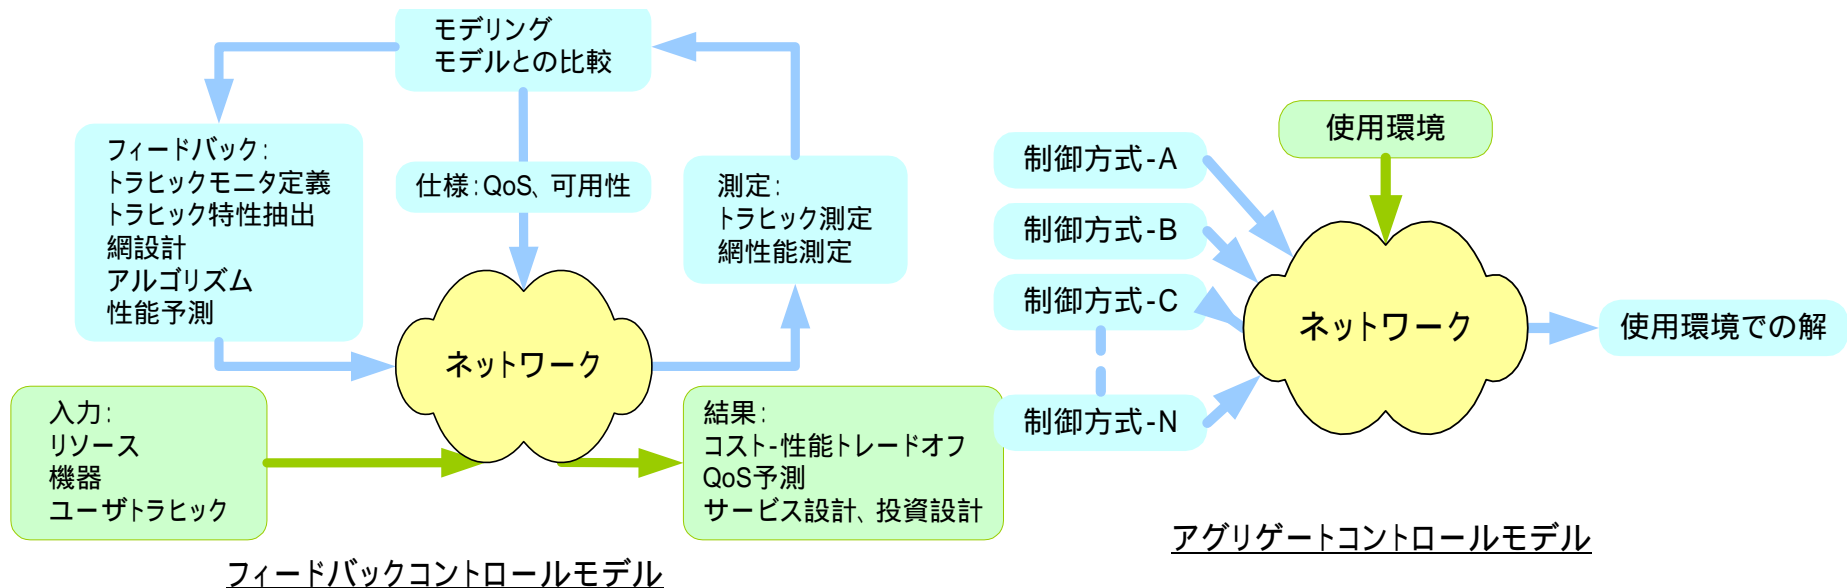 モデリング
モデルとの比較
フィードバック:
トラヒックモニタ定義
トラヒック特性抽出
網設計
アルゴリズム
性能予測
仕様:QoS、可用性
測定:
トラヒック測定
網性能測定
ネットワーク
入力:
リソース
機器
ユーザトラヒック
結果:
コスト-性能トレードオフ
QoS予測
サービス設計、投資設計
フィードバックコントロールモデル
使用環境
制御方式-A
制御方式-B
制御方式-C
制御方式-N
ネットワーク
使用環境での解
アグリゲートコントロールモデル